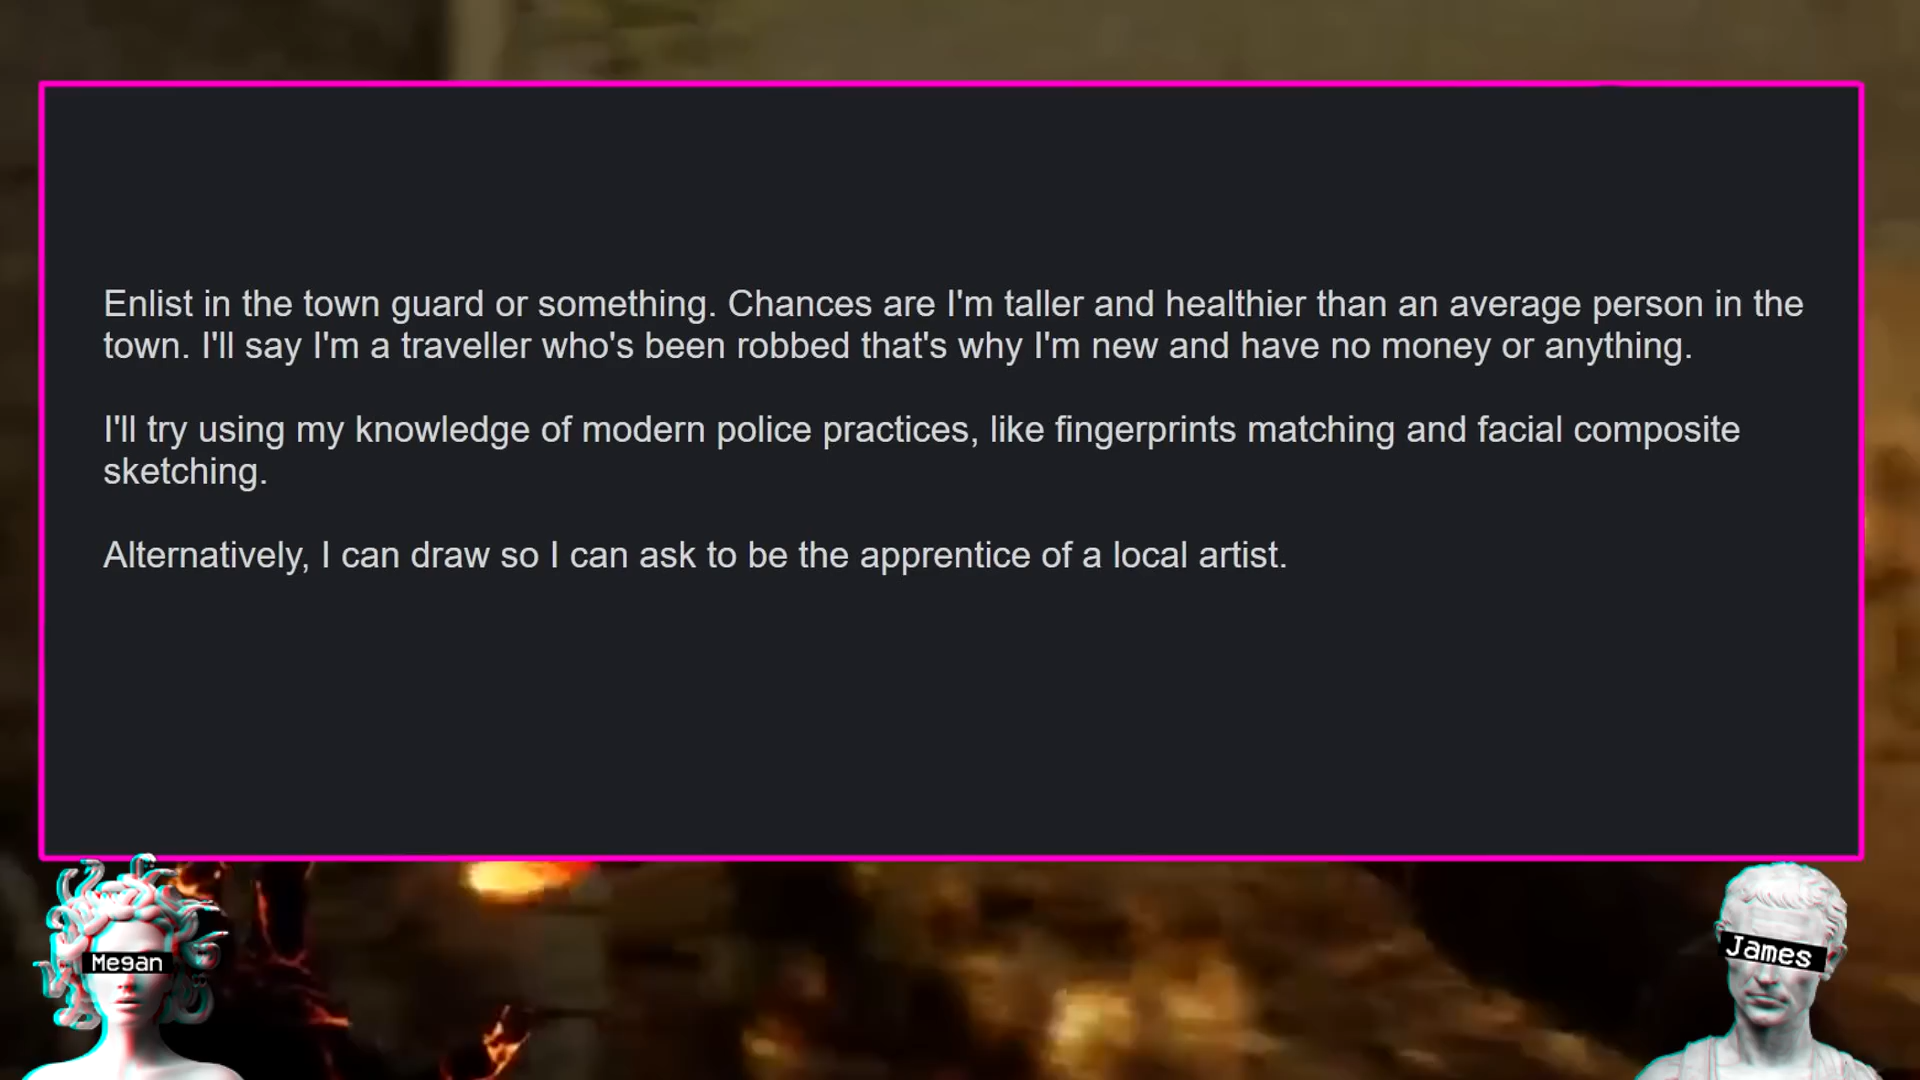 Enlist in the town guard or something. Chances are I'm taller and healthier than an average person in the
town. I'll say I'm a traveller who's been robbed that's why I'm new and have no money or anything.
I'll try using my knowledge of modern police practices, like fingerprints matching and facial composite
sketching.
Alternatively, I can draw so I can ask to be the apprentice of a local artist.
Megan
James